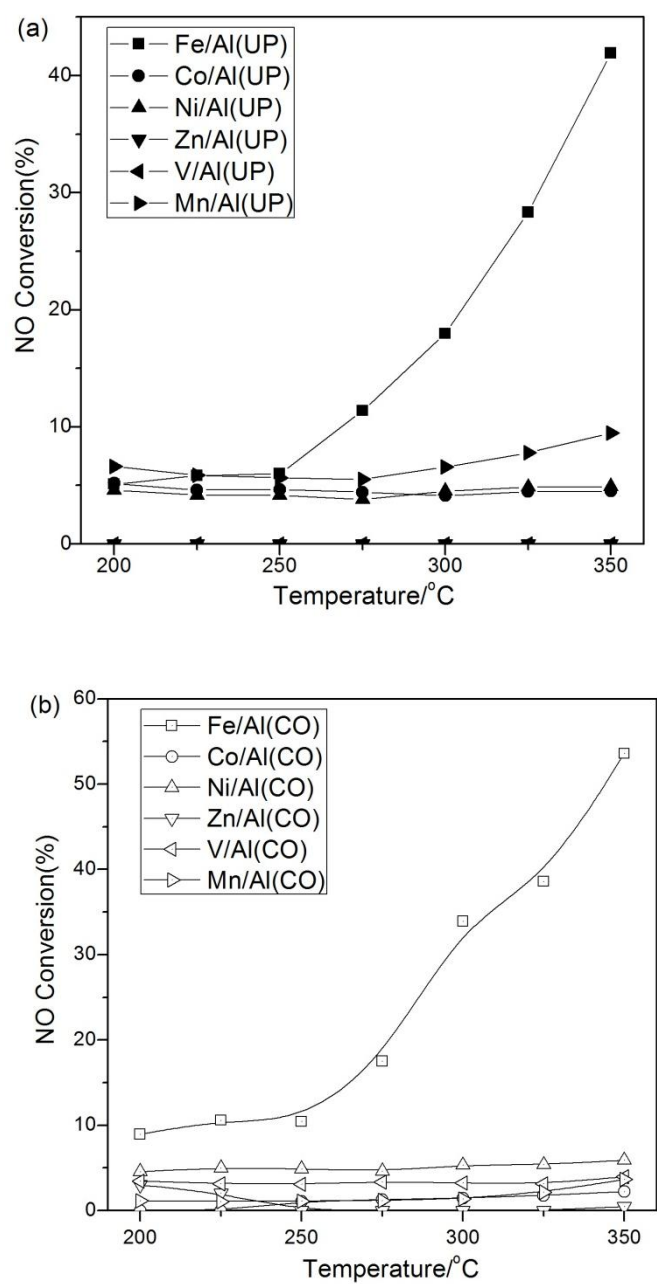 (a)
Fe/Al(UP)
Co/Al(UP)
Ni/Al(UP)
Zn/Al(UP)
V/Al(UP)
Mn/Al(UP)
NO Conversion(%)
40
30
20
10
0
200 250 300 350
Temperature/°C
(b)
Fe/Al(CO)
Co/Al(CO)
Ni/Al(CO)
Zn/Al(CO)
V/Al(CO)
Mn/Al(CO)
NO Conversion(%)
60
50
40
30
20
10
0
200 250 300 350
Temperature/°C